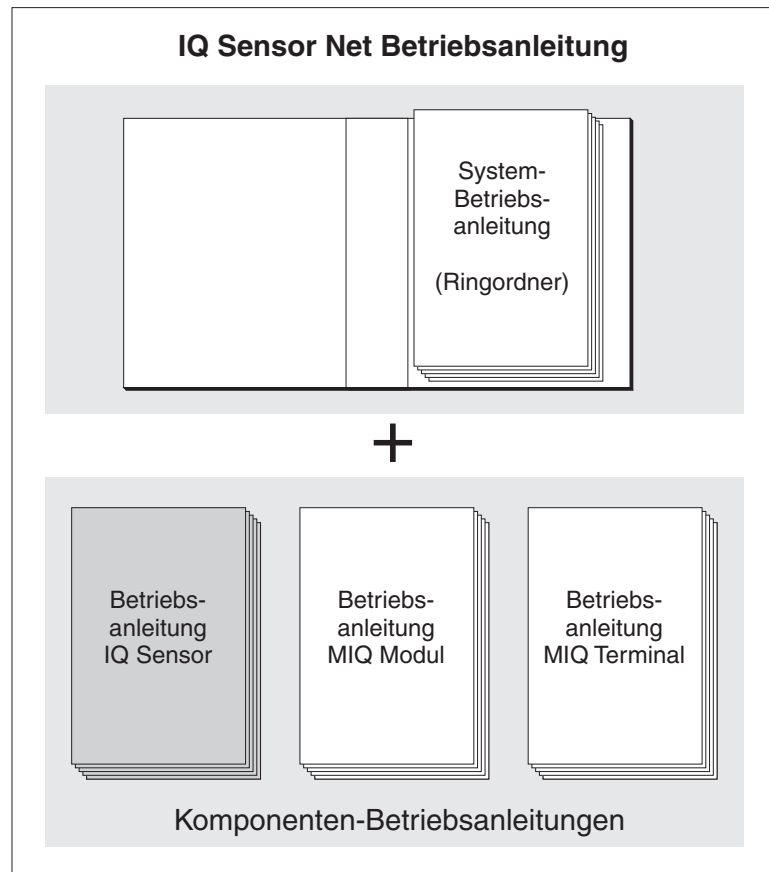 IQ Sensor Net Betriebsanleitung
System-
Betriebs-
anleitung
(Ringordner)
+
Betriebs-
anleitung
IQ Sensor
Betriebs-
anleitung
MIQ Modul
Betriebs-
anleitung
MIQ Terminal
Komponenten-Betriebsanleitungen